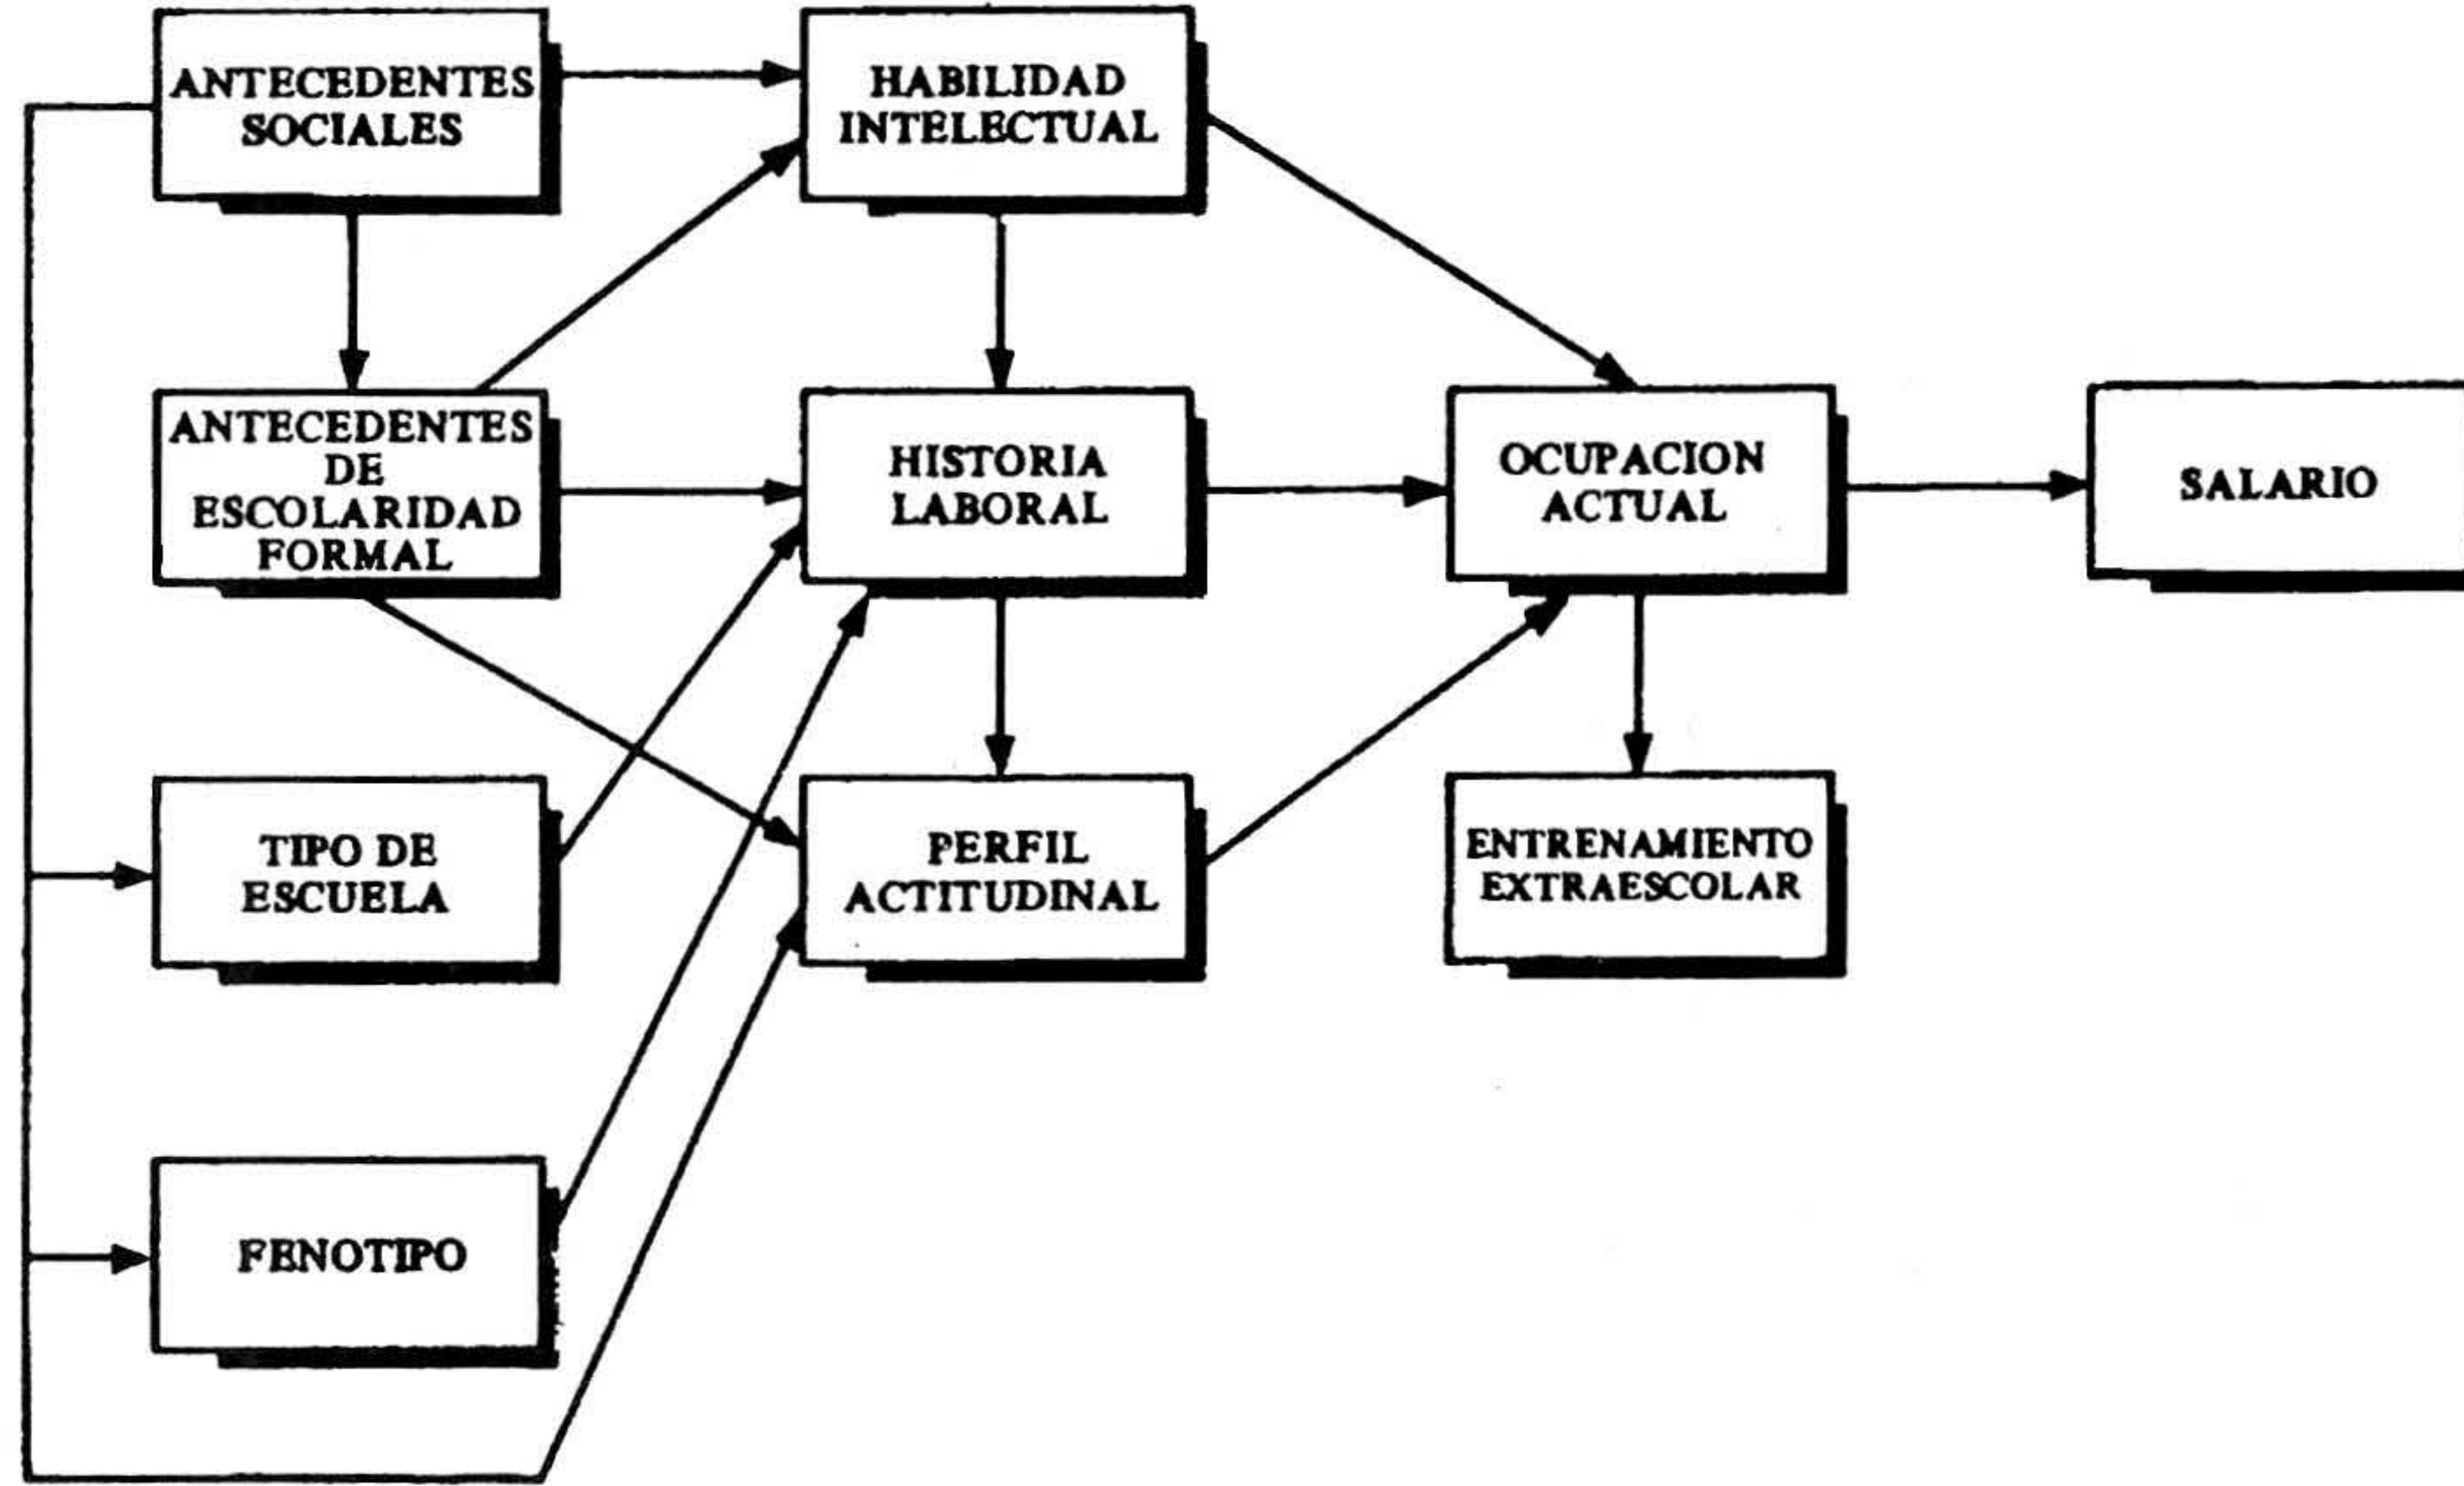 ANTECEDENTES
SOCIALES
HABILIDAD
INTELECTUAL
ANTECEDENTES
DE
ESCOLARIDAD
FORMAL
HISTORIA
LABORAL
OCUPACION
ACTUAL
SALARIO
TIPO DE
ESCUELA
PERFIL
ACTITUDINAL
ENTRENAMIENTO
EXTRAESCOLAR
FENOTIPO